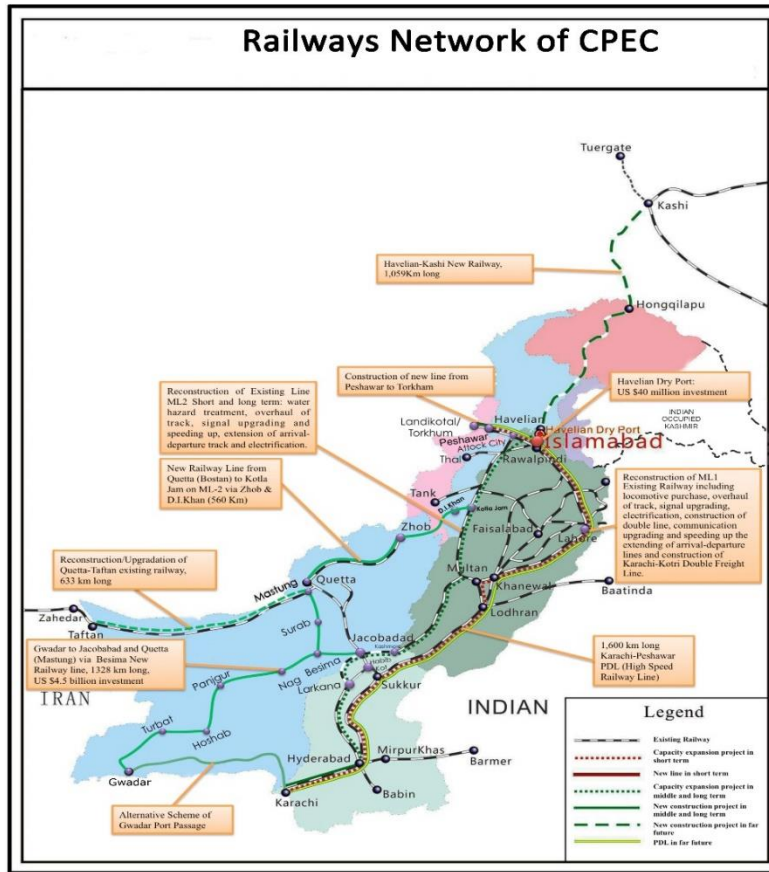 Railways Network of CPEC
Tuergate
Kashi
Havelian-Kashi New Railway,
1,059Km long
Hongqilapu
Construction of new line from
Peshawar to Torkham
Havelian Dry Port:
US $40 million investment
Reconstruction of Existing Line
ML2 Short and long term: water
hazard treatment, overhaul of
track, signal upgrading and
speeding up, extension of arrival-
departure track and electrification.
INDIAN
OCCUPIED
KASHMIR
Landikotal/
Torkhum
Havelian
Havelian Dry Port
Islamabad
Peshawar
Attock City
Rawalpindi
Thal
New Railway Line from
Quetta (Bostan) to Kotla
Jam on ML-2 via Zhob &
D.I.Khan (560 Km)
Tank
D.I.Khan
Kotla Jam
Faisalabad
Lahore
Reconstruction of ML1
Existing Railway including
locomotive purchase, overhaul
of track, signal upgrading,
electrification, construction of
double line, communication
upgrading and speeding up the
extending of arrival-departure
lines and construction of
Karachi-Kotri Double Freight
Line.
Zhob
Reconstruction/Upgradation of
Quetta-Taftan existing railway,
633 km long
Mastung
Quetta
Multan
Khanewal
Lodhran
Baatinda
Zahedar
Taftan
Surab
Jacobadad
Kashmor
Gwadar to Jacobabad and Quetta
(Mastung) via Besima New
Railway line, 1328 km long,
US $4.5 billion investment
1,600 km long
Karachi-Peshawar
PDL (High Speed
Railway Line)
Nag Besima
Habib
Kot
Panjgur
Larkana
Sukkur
IRAN
INDIAN
Turbat
Hoshab
Gwadar
Hyderabad
MirpurKhas
Barmer
Karachi
Babin
Alternative Scheme of
Gwadar Port Passage
Legend
Existing Railway
Capacity expansion project in
short term
New line in short term
Capacity expansion project in
middle and long term
New construction project in
middle and long term
New construction project in far
future
PDL in far future